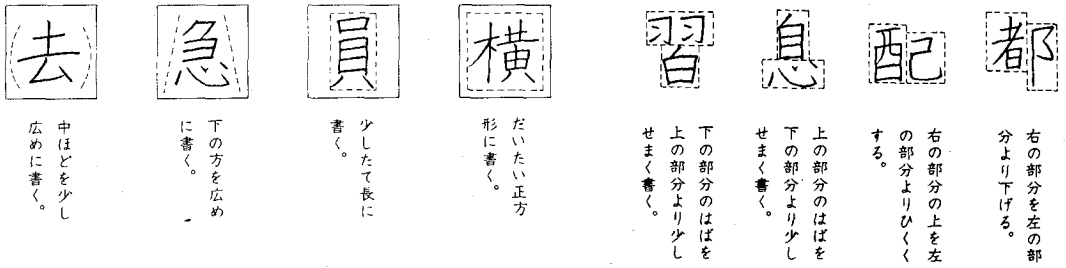 都
右の部分を左の部
分より下げる。
配
右の部分の上を左
の部分よりひくく
する。
息
上の部分のはばを
下の部分より少し
せまく書く。
習
下の部分のはばを
上の部分より少し
せまく書く。
横
だいたい正方
形に書く。
員
少したて長に
書く。
急
下の方を広め
に書く。
去
中ほどを少し
広めに書く。